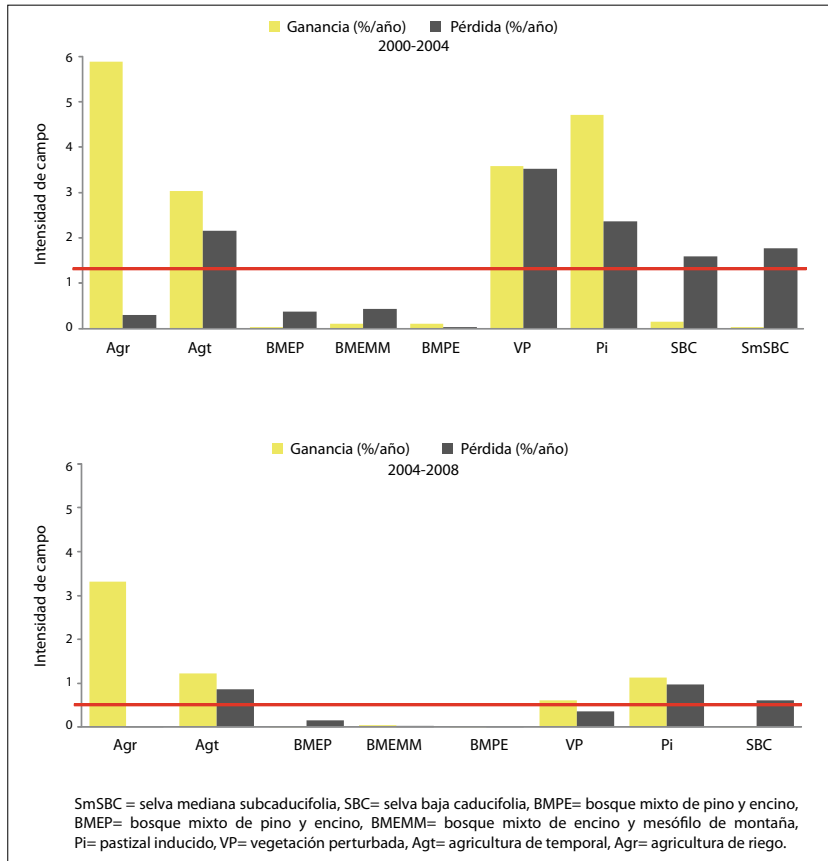 Ganancia (%/año) Pérdida (%/año)
2000-2004
Intensidad de campo
6
5
4
3
2
1
0
Agr Agt BMEP BMEMM BMPE VP Pi SBC SmSBC
Ganancia (%/año) Pérdida (%/año)
2004-2008
Intensidad de campo
6
5
4
3
2
1
0
Agr Agt BMEP BMEMM BMPE VP Pi SBC
SmSBC = selva mediana subcaducifolia, SBC= selva baja caducifolia, BMPE= bosque mixto de pino y encino,
BMEP= bosque mixto de pino y encino, BMEMM= bosque mixto de encino y mesófilo de montaña,
Pi= pastizal inducido, VP= vegetación perturbada, Agt= agricultura de temporal, Agr= agricultura de riego.